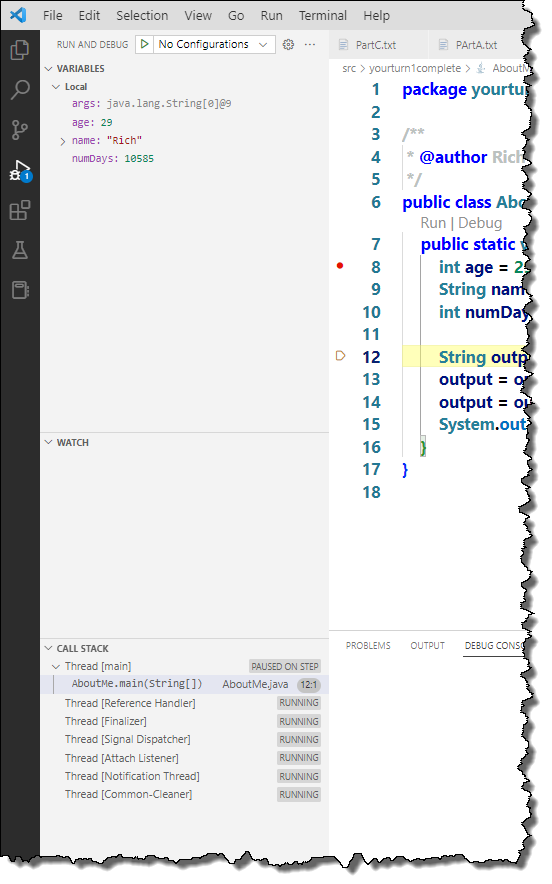 File Edit Selection View Go Run Terminal Help
RUN AND DEBUG No Configurations ···
PartC.txt PArtA.txt
VARIABLES
Local
args: java.lang.String[0]@9
age: 29
name: "Rich"
numDays: 10585
src > yourturn1complete > AboutM
1 package yourtu
2
3 /**
4 * @author Rich
5 */
6 public class Abo
Run | Debug
7 public static
8 int age = 2
9 String nam
10 int numDay
11
12 String outp
13 output = o
14 output = ou
15 System.out
16 }
17 }
18
1
WATCH
CALL STACK
Thread [main] PAUSED ON STEP
AboutMe.main(String[]) AboutMe.java 12:1
Thread [Reference Handler] RUNNING
Thread [Finalizer] RUNNING
Thread [Signal Dispatcher] RUNNING
Thread [Attach Listener] RUNNING
Thread [Notification Thread] RUNNING
Thread [Common-Cleaner] RUNNING
PROBLEMS OUTPUT DEBUG CONSO